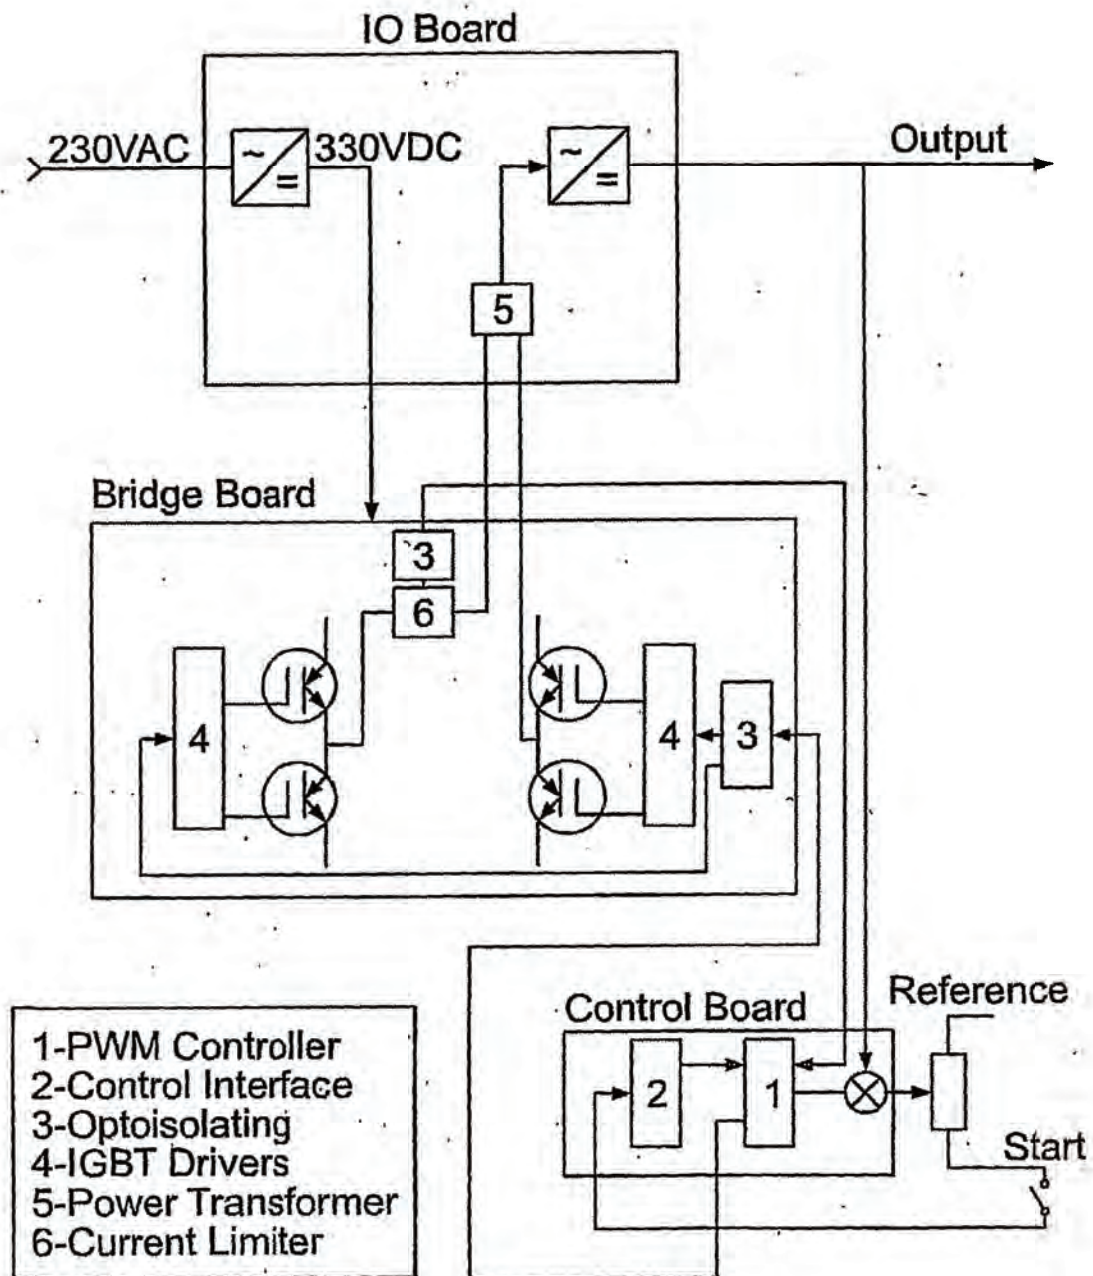 IO Board
230VAC
~
=
330VDC
~
=
Output
5
Bridge Board
3
6
4
4
3
Control Board
Reference
2
1
Start
1-PWM Controller
2-Control Interface
3-Optoisolating
4-IGBT Drivers
5-Power Transformer
6-Current Limiter